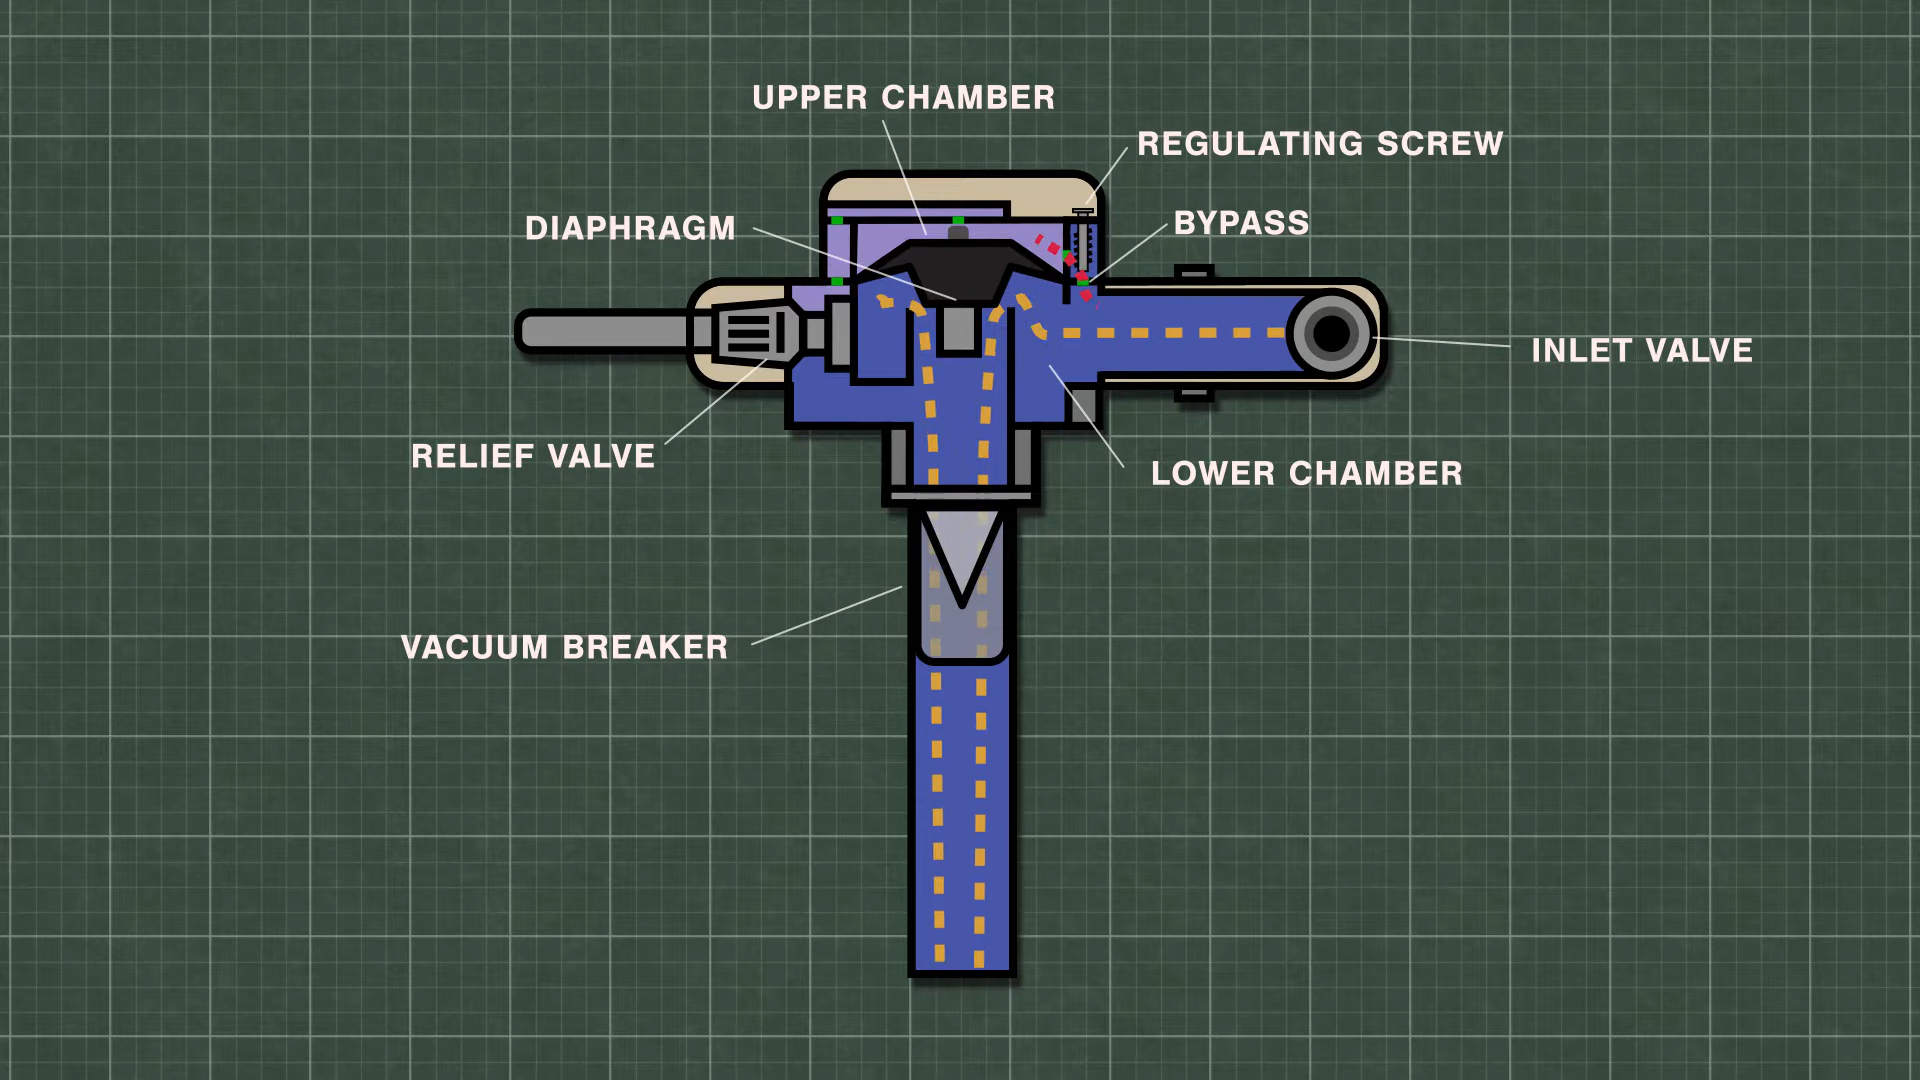 UPPER CHAMBER
REGULATING SCREW
DIAPHRAGM
BYPASS
INLET VALVE
RELIEF VALVE
LOWER CHAMBER
VACUUM BREAKER